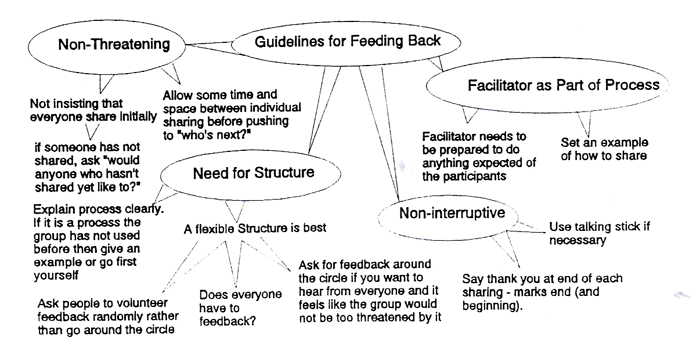 Guidelines for Feeding Back
Non-Threatening
Not insisting that
everyone share initially
if someone has not
shared, ask "would
anyone who hasn't
shared yet like to?"
Allow some time and
space between individual
sharing before pushing
to "who's next?"
Need for Structure
Explain process clearly.
If it is a process the
group has not used
before then give an
example or go first
yourself
A flexible Structure is best
Ask people to volunteer
feedback randomly rather
than go around the circle
Does everyone
have to
feedback?
Ask for feedback around
the circle if you want to
hear from everyone and it
feels like the group would
not be too threatened by it
Non-interruptive
Use talking stick if
necessary
Say thank you at end of each
sharing - marks end (and
beginning).
Facilitator as Part of Process
Facilitator needs to
be prepared to do
anything expected of
the participants
Set an example
of how to share